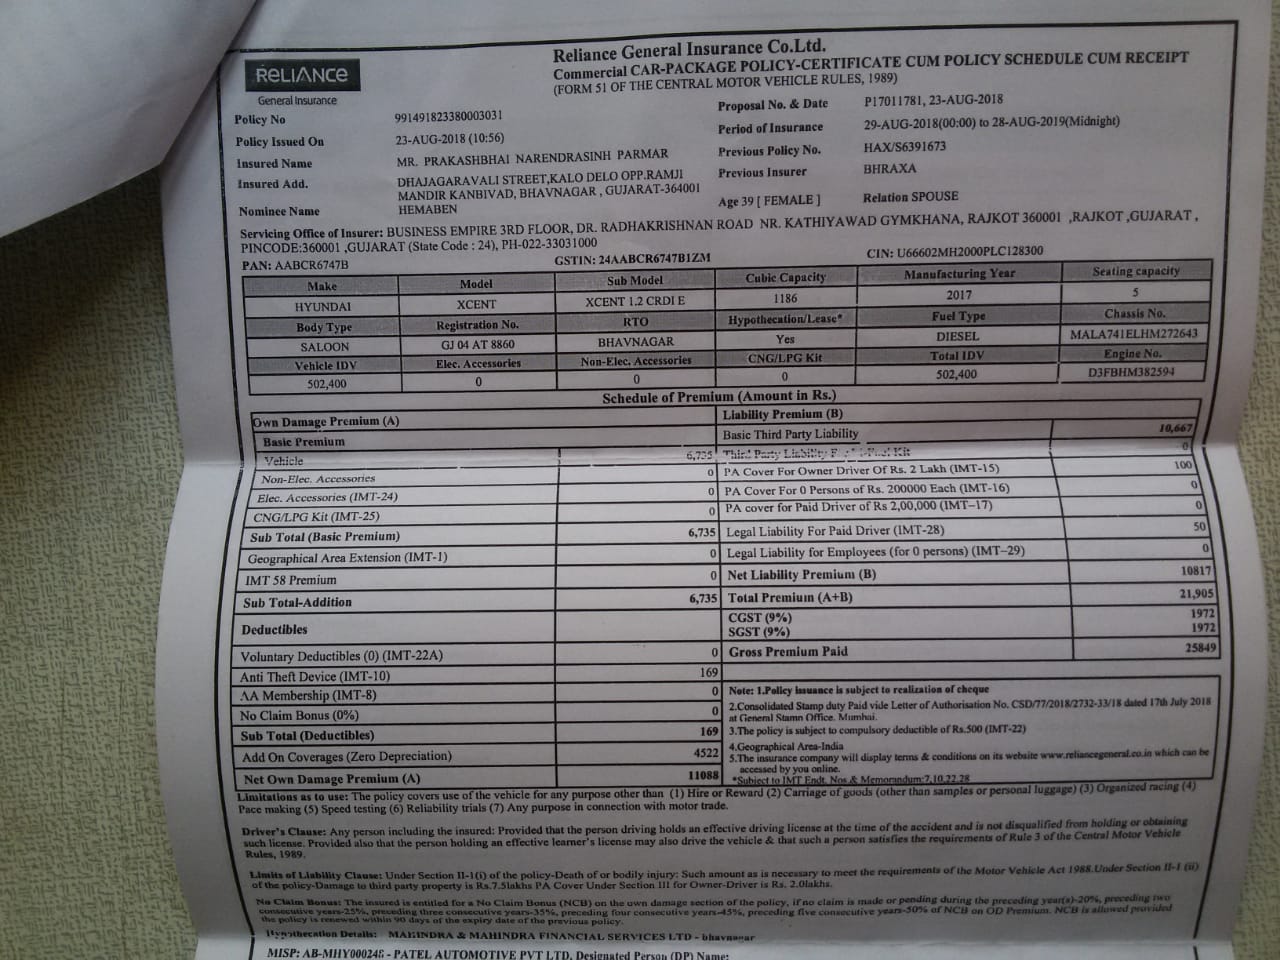 Reliance General Insurance Co.Ltd.
Commercial CAR-PACKAGE POLICY-CERTIFICATE CUM POLICY SCHEDULE CUM RECEIPT
(FORM 51 OF THE CENTRAL MOTOR VEHICLE RULES, 1989)
RELIANCE
General Insurance
Policy No 991491823380003031 Proposal No. & Date P17011781, 23-AUG-2018
Policy Issued On 23-AUG-2018 (10:56) Period of Insurance 29-AUG-2018(00:00) to 28-AUG-2019(Midnight)
Insured Name MR. PRAKASHBHAI NARENDRASINH PARMAR Previous Policy No. HAX/S6391673
Insured Add. DHAJAGARAVALI STREET,KALO DELO OPP.RAMJI Previous Insurer BHRAXA
MANDIR KANBIVAD, BHAVNAGAR , GUJARAT-364001
Nominee Name HEMABEN Age 39 [ FEMALE ] Relation SPOUSE
Servicing Office of Insurer: BUSINESS EMPIRE 3RD FLOOR, DR. RADHAKRISHNAN ROAD NR. KATHIYAWAD GYMKHANA, RAJKOT 360001 ,RAJKOT ,GUJARAT ,
PINCODE:360001 ,GUJARAT (State Code : 24), PH-022-33031000
PAN: AABCR6747B GSTIN: 24AABCR6747B1ZM CIN: U66602MH2000PLC128300
Make Model Sub Model Cubic Capacity Manufacturing Year Seating capacity
HYUNDAI XCENT XCENT 1.2 CRDI E 1186 2017 5
Body Type Registration No. RTO Hypothecation/Lease* Fuel Type Chassis No.
SALOON GJ 04 AT 8860 BHAVNAGAR Yes DIESEL MALA741ELHM272643
Vehicle IDV Elec. Accessories Non-Elec. Accessories CNG/LPG Kit Total IDV Engine No.
502,400 0 0 0 502,400 D3FBHM382594
Schedule of Premium (Amount in Rs.)
Own Damage Premium (A) Liability Premium (B)
Basic Premium Basic Third Party Liability 10,667
Vehicle 6,735 Third Party Liability Kit 0
Non-Elec. Accessories 0 PA Cover For Owner Driver Of Rs. 2 Lakh (IMT-15) 100
Elec. Accessories (IMT-24) 0 PA Cover For 0 Persons of Rs. 200000 Each (IMT-16) 0
CNG/LPG Kit (IMT-25) 0 PA cover for Paid Driver of Rs 2,00,000 (IMT–17) 0
Sub Total (Basic Premium) 6,735 Legal Liability For Paid Driver (IMT-28) 50
Geographical Area Extension (IMT-1) 0 Legal Liability for Employees (for 0 persons) (IMT–29) 0
IMT 58 Premium 0 Net Liability Premium (B) 10817
Sub Total-Addition 6,735 Total Premium (A+B) 21,905
Deductibles CGST (9%) 1972
SGST (9%) 1972
Voluntary Deductibles (0) (IMT-22A) 0 Gross Premium Paid 25849
Anti Theft Device (IMT-10) 169
AA Membership (IMT-8) 0 Note: 1.Policy issuance is subject to realization of cheque
No Claim Bonus (0%) 0 2.Consolidated Stamp duty Paid vide Letter of Authorisation No. CSD/77/2018/2732-33/18 dated 17th July 2018
at General Stamp Office, Mumbai.
Sub Total (Deductibles) 169 3.The policy is subject to compulsory deductible of Rs.500 (IMT-22)
Add On Coverages (Zero Depreciation) 4522 4.Geographical Area-India
5.The insurance company will display terms & conditions on its website www.reliancegeneral.co.in which can be
accessed by you online.
Net Own Damage Premium (A) 11088 *Subject to IMT Endt. Nos & Memorandum:7,10,22,28
Limitations as to use: The policy covers use of the vehicle for any purpose other than (1) Hire or Reward (2) Carriage of goods (other than samples or personal luggage) (3) Organized racing (4)
Pace making (5) Speed testing (6) Reliability trials (7) Any purpose in connection with motor trade.
Driver's Clause: Any person including the insured: Provided that the person driving holds an effective driving license at the time of the accident and is not disqualified from holding or obtaining
such license. Provided also that the person holding an effective learner's license may also drive the vehicle & that such a person satisfies the requirements of Rule 3 of the Central Motor Vehicle
Rules, 1989.
Limits of Liability Clause: Under Section II-1(i) of the policy-Death of or bodily injury: Such amount as is necessary to meet the requirements of the Motor Vehicle Act 1988.Under Section II-1 (ii)
of the policy-Damage to third party property is Rs.7.5lakhs PA Cover Under Section III for Owner-Driver is Rs. 2.0lakhs.
No Claim Bonus: The insured is entitled for a No Claim Bonus (NCB) on the own damage section of the policy, if no claim is made or pending during the preceding year(s)-20%, preceding two
consecutive years-25%, preceding three consecutive years-35%, preceding four consecutive years-45%, preceding five consecutive years-50% of NCB on OD Premium. NCB is allowed provided
the policy is renewed within 90 days of the expiry date of the previous policy.
Hypothecation Details: MAHINDRA & MAHINDRA FINANCIAL SERVICES LTD - bhavnagar
MISP: AB-MHY000248 - PATEL AUTOMOTIVE PVT LTD. Designated Person (DP) Name: